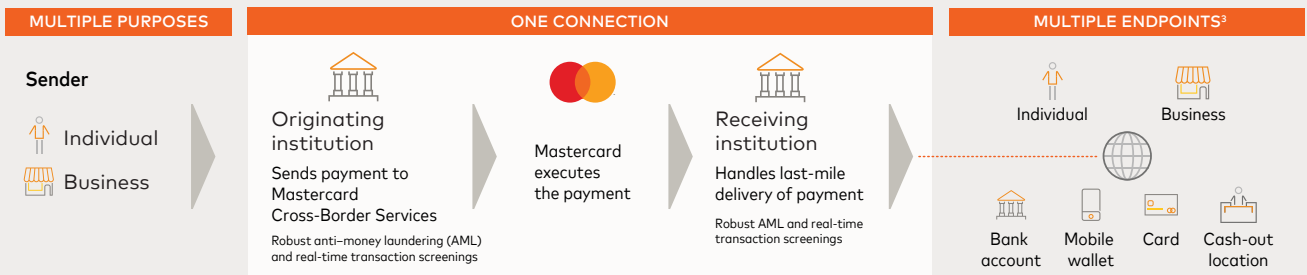 MULTIPLE PURPOSES
Sender
Individual
Business
ONE CONNECTION
Originating
institution
Sends payment to
Mastercard
Cross-Border Services
Robust anti–money laundering (AML)
and real-time transaction screenings
Mastercard
executes
the payment
Receiving
institution
Handles last-mile
delivery of payment
Robust AML and real-time
transaction screenings
MULTIPLE ENDPOINTS³
Individual
Business
Bank
account
Mobile
wallet
Card
Cash-out
location